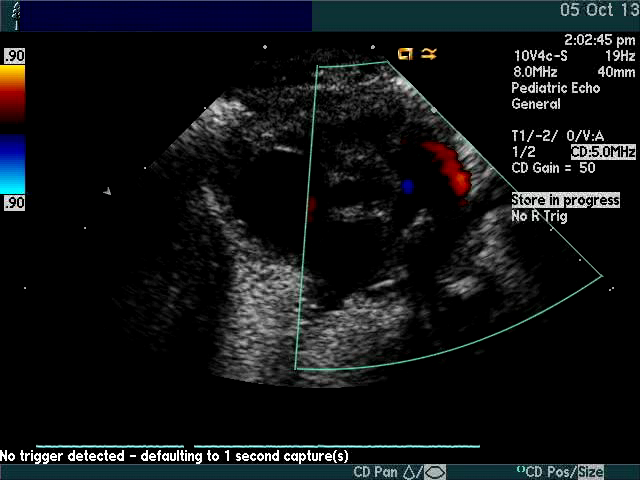 05 Oct 13
2:02:45 pm
.90
10V4c-S 19Hz
8.0MHz 40mm
Pediatric Echo
General
T1/-2/ 0/V:A
1/2 CD:5.0MHz
CD Gain = 50
.90
Store in progress
No R Trig
No trigger detected - defaulting to 1 second capture(s)
CD Pan
CD Pos/Size